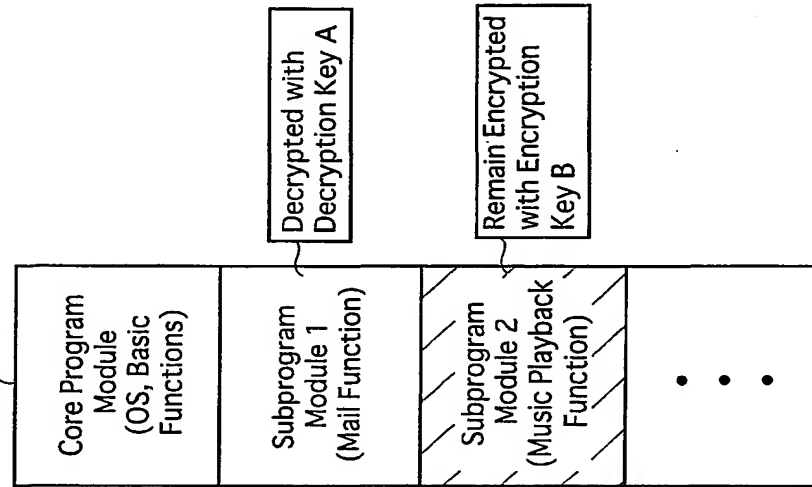 Core Program
Module
(OS, Basic
Functions)
Subprogram
Module 1
(Mail Function)
Decrypted with
Decryption Key A
Subprogram
Module 2
(Music Playback
Function)
Remain Encrypted
with Encryption
Key B